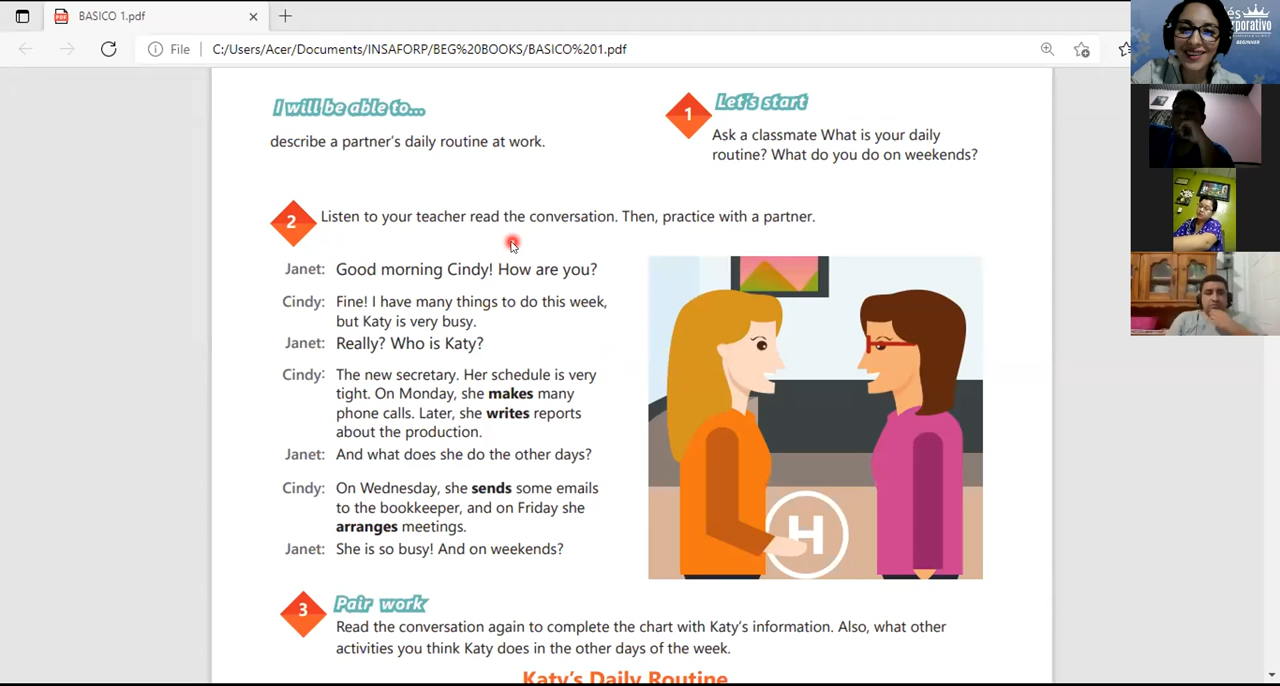 BASICO 1.pdf
File
C:/Users/Acer/Documents/INSAFORP/BEG%20BOOKS/BASICO%201.pdf
BEGINNER
I will be able to...
describe a partner's daily routine at work.
1
Let's start
Ask a classmate What is your daily
routine? What do you do on weekends?
2
Listen to your teacher read the conversation. Then, practice with a partner.
Janet: Good morning Cindy! How are you?
Cindy: Fine! I have many things to do this week,
but Katy is very busy.
Janet: Really? Who is Katy?
Cindy: The new secretary. Her schedule is very
tight. On Monday, she makes many
phone calls. Later, she writes reports
about the production.
Janet: And what does she do the other days?
Cindy: On Wednesday, she sends some emails
to the bookkeeper, and on Friday she
arranges meetings.
Janet: She is so busy! And on weekends?
H
3
Pair work
Read the conversation again to complete the chart with Katy's information. Also, what other
activities you think Katy does in the other days of the week.
Katy's Daily Routine